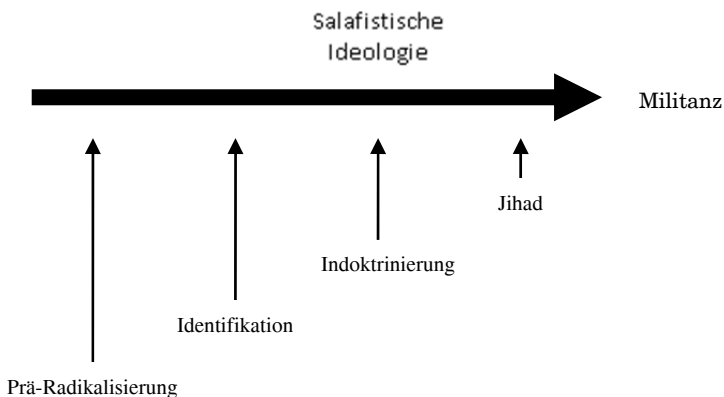 Salafistische
Ideologie
Militanz
Jihad
Indoktrinierung
Identifikation
Prä-Radikalisierung